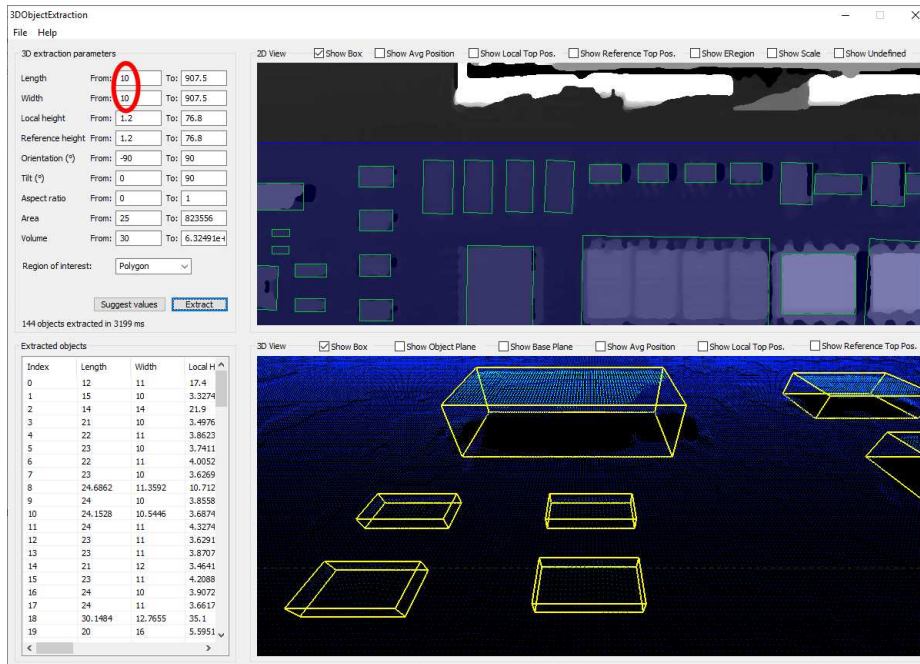 3DObjectExtraction
File Help
3D extraction parameters
Length From: 10 To: 907.5
Width From: 10 To: 907.5
Local height From: 1.2 To: 76.8
Reference height From: 1.2 To: 76.8
Orientation (°) From: -90 To: 90
Tilt (°) From: 0 To: 90
Aspect ratio From: 0 To: 1
Area From: 25 To: 823556
Volume From: 30 To: 6.32491e+
Region of interest: Polygon
Suggest values Extract
144 objects extracted in 3199 ms
2D View Show Box Show Avg Position Show Local Top Pos. Show Reference Top Pos. Show ERegion Show Scale Show Undefined
Extracted objects
Index Length Width Local H
0 12 11 17.4
1 15 10 3.3274
2 14 14 21.9
3 21 10 3.4976
4 22 11 3.8623
5 23 10 3.7411
6 22 11 4.0052
7 23 10 3.6269
8 24.6862 11.3592 10.712
9 24 10 3.8558
10 24.1528 10.5446 3.6874
11 24 11 4.3274
12 23 11 3.6291
13 23 11 3.8707
14 21 12 3.4641
15 23 11 4.2088
16 24 10 3.9072
17 24 11 3.6617
18 30.1484 12.7655 35.1
19 20 16 5.5951
3D View Show Box Show Object Plane Show Base Plane Show Avg Position Show Local Top Pos. Show Reference Top Pos.